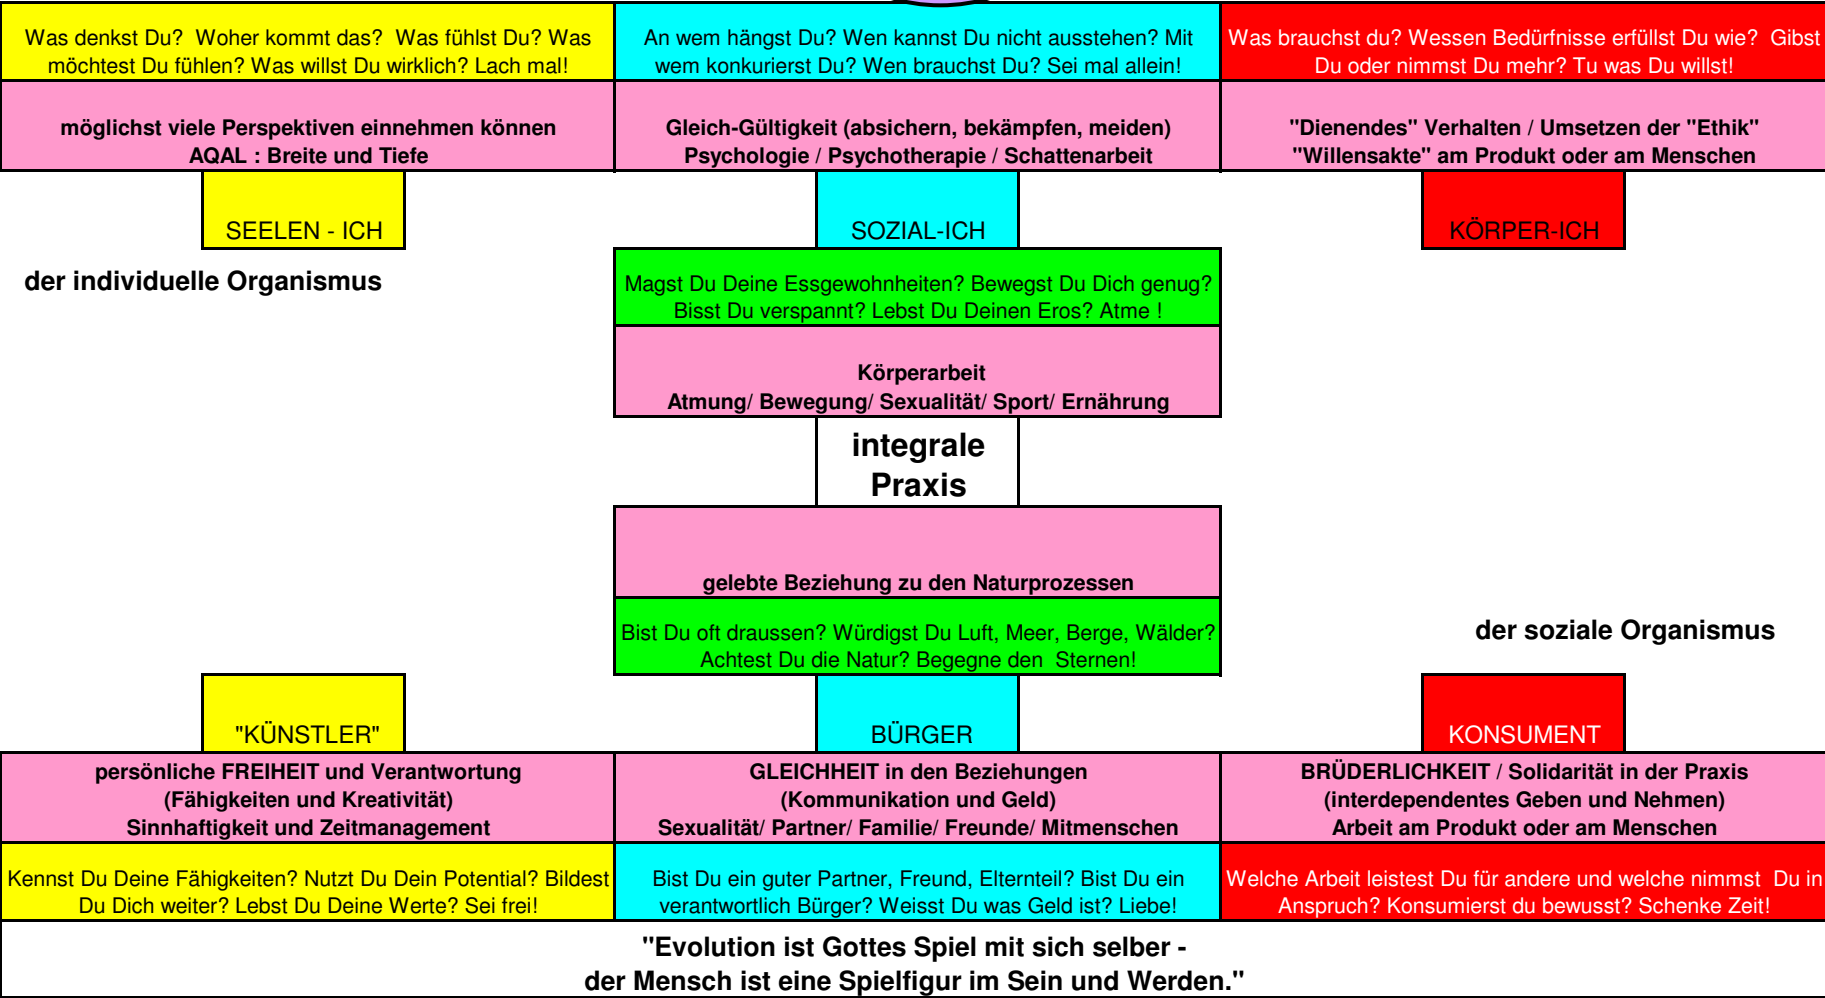 Was denkst Du?  Woher kommt das?  Was fühlst Du? Was
möchtest Du fühlen? Was willst Du wirklich? Lach mal!
An wem hängst Du? Wen kannst Du nicht ausstehen? Mit
wem konkurierst Du? Wen brauchst Du? Sei mal allein!
Was brauchst du? Wessen Bedürfnisse erfüllst Du wie?  Gibst
Du oder nimmst Du mehr? Tu was Du willst!
möglichst viele Perspektiven einnehmen können
AQAL : Breite und Tiefe
Gleich-Gültigkeit (absichern, bekämpfen, meiden)
Psychologie / Psychotherapie / Schattenarbeit
"Dienendes" Verhalten / Umsetzen der "Ethik"
"Willensakte" am Produkt oder am Menschen
SEELEN - ICH
SOZIAL-ICH
KÖRPER-ICH
der individuelle Organismus
Magst Du Deine Essgewohnheiten? Bewegst Du Dich genug?
Bisst Du verspannt? Lebst Du Deinen Eros? Atme !
Körperarbeit
Atmung/ Bewegung/ Sexualität/ Sport/ Ernährung
integrale
Praxis
gelebte Beziehung zu den Naturprozessen
Bist Du oft draussen? Würdigst Du Luft, Meer, Berge, Wälder?
Achtest Du die Natur? Begegne den  Sternen!
der soziale Organismus
"KÜNSTLER"
BÜRGER
KONSUMENT
persönliche FREIHEIT und Verantwortung
(Fähigkeiten und Kreativität)
Sinnhaftigkeit und Zeitmanagement
GLEICHHEIT in den Beziehungen
(Kommunikation und Geld)
Sexualität/ Partner/ Familie/ Freunde/ Mitmenschen
BRÜDERLICHKEIT / Solidarität in der Praxis
(interdependentes Geben und Nehmen)
Arbeit am Produkt oder am Menschen
Kennst Du Deine Fähigkeiten? Nutzt Du Dein Potential? Bildest
Du Dich weiter? Lebst Du Deine Werte? Sei frei!
Bist Du ein guter Partner, Freund, Elternteil? Bist Du ein
verantwortlich Bürger? Weisst Du was Geld ist? Liebe!
Welche Arbeit leistest Du für andere und welche nimmst  Du in
Anspruch? Konsumierst du bewusst? Schenke Zeit!
"Evolution ist Gottes Spiel mit sich selber -
der Mensch ist eine Spielfigur im Sein und Werden."